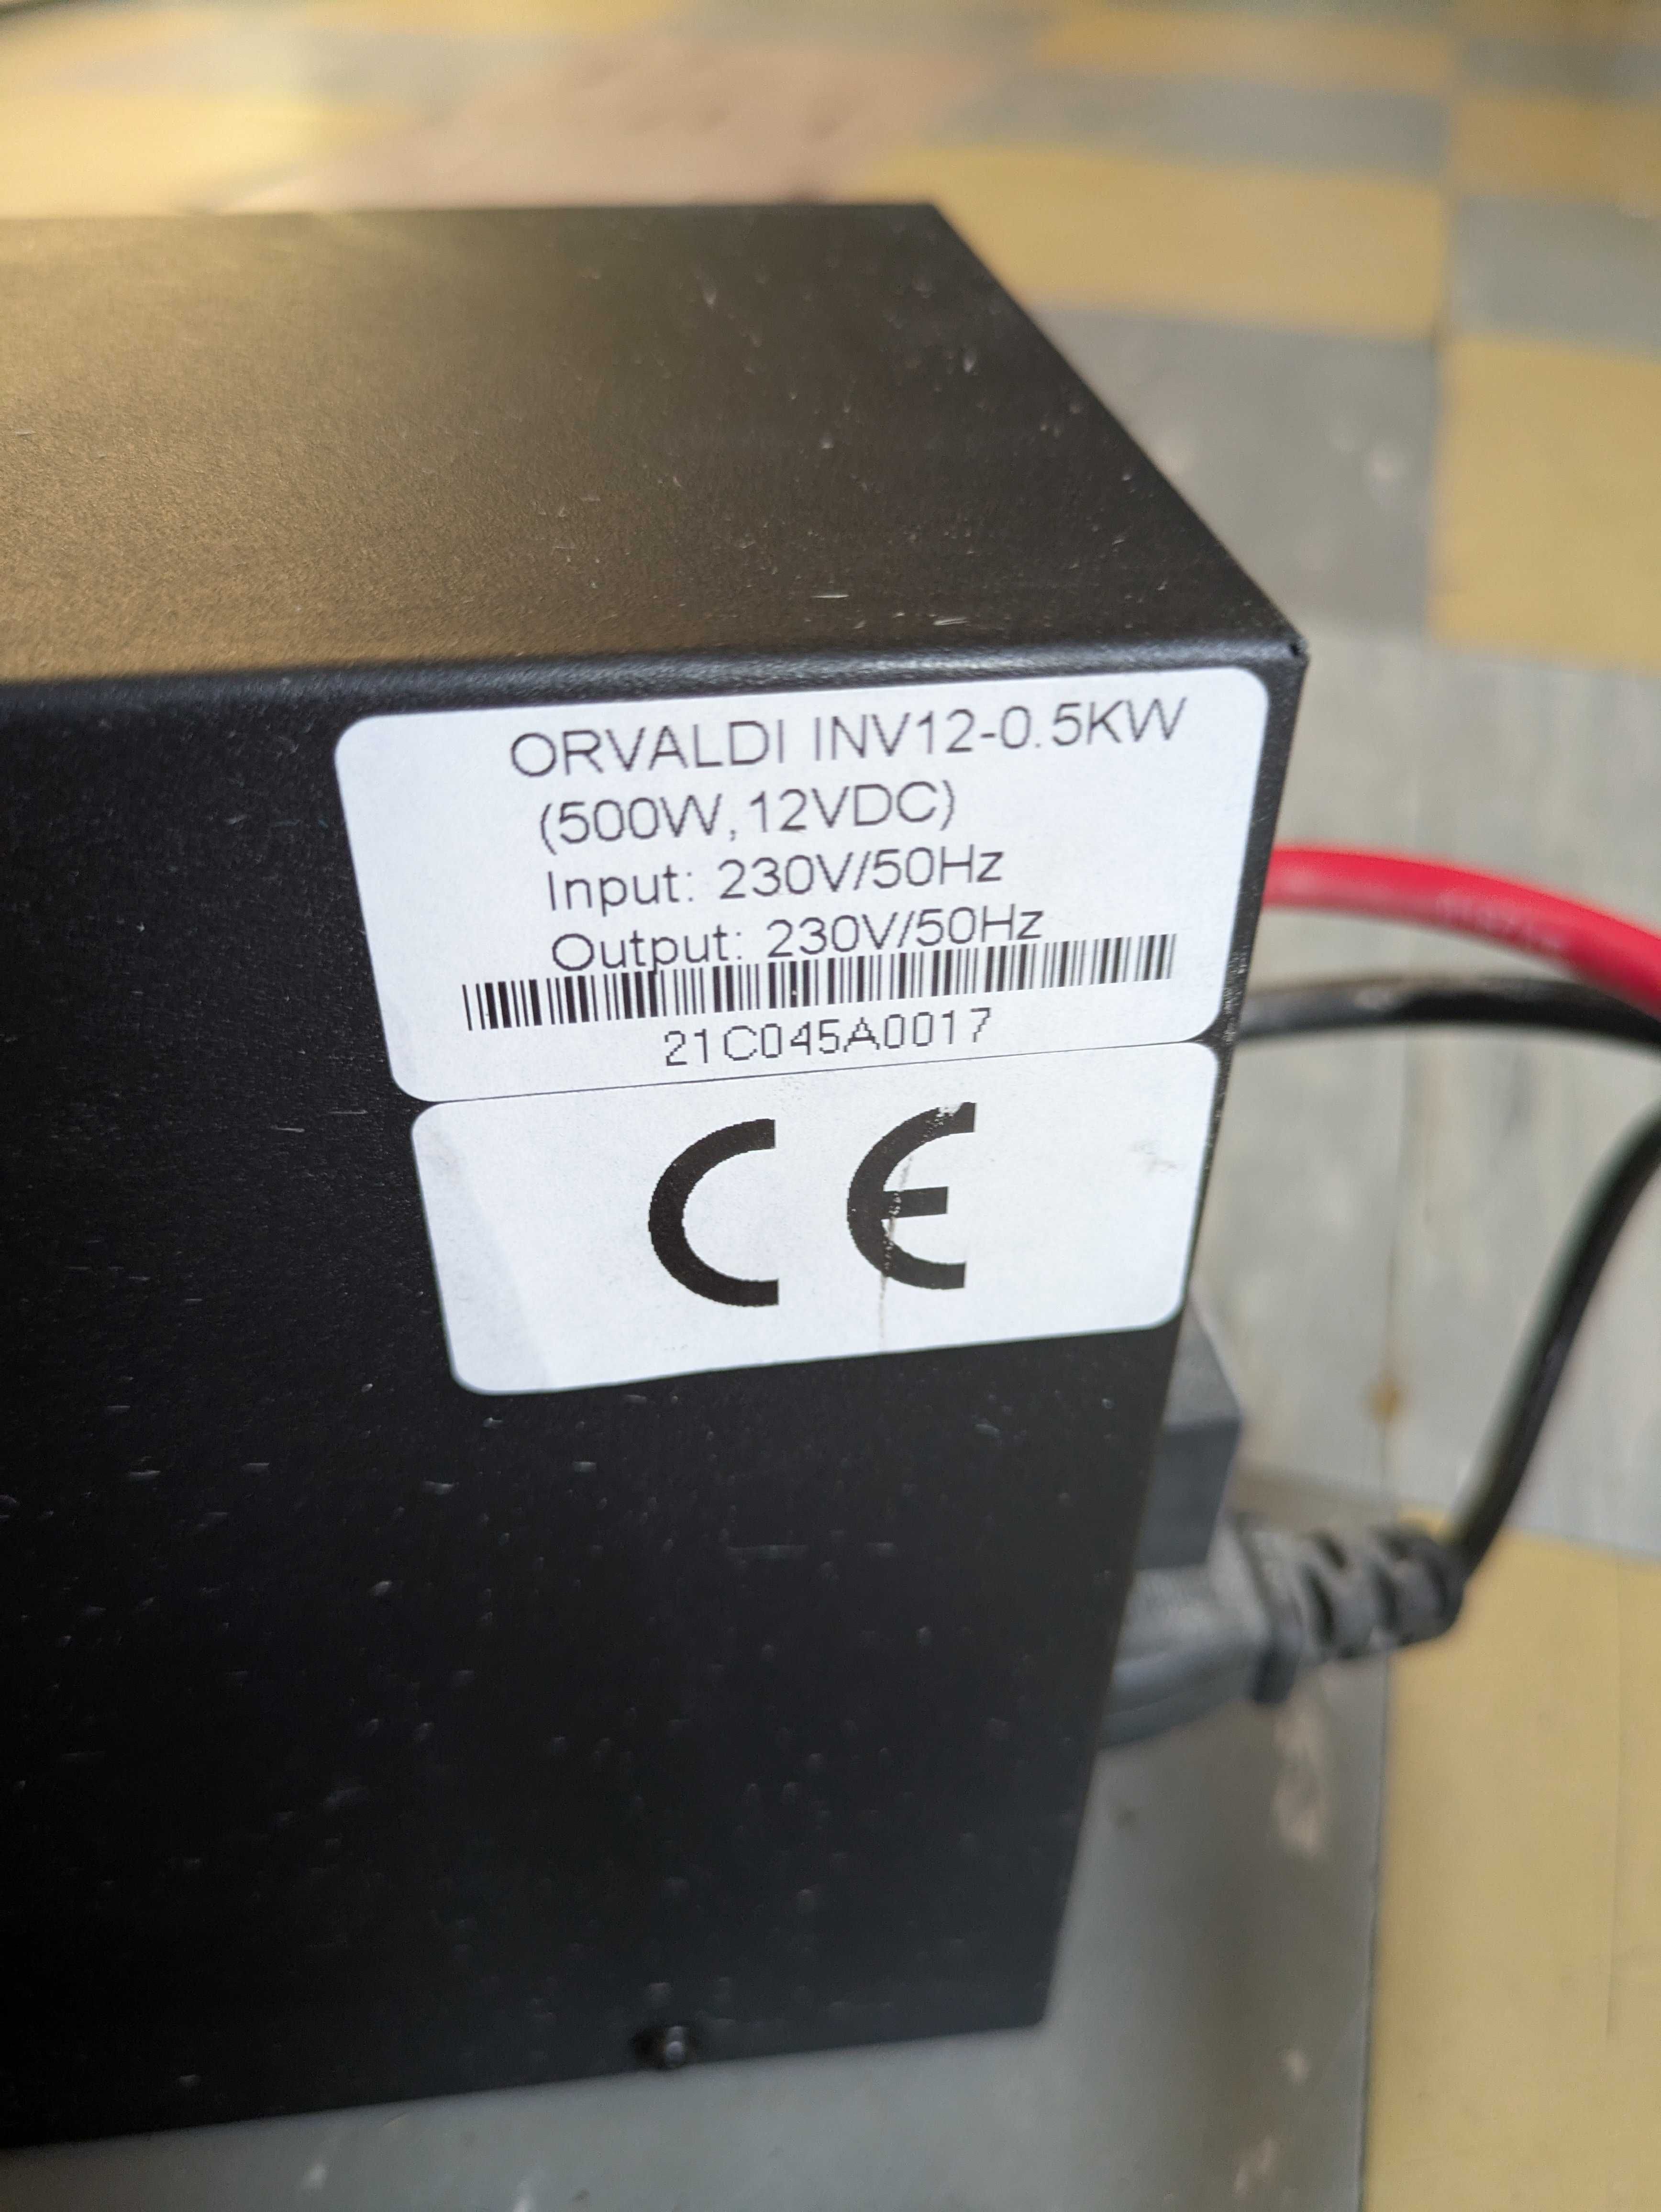 ORVALDI INV12-0.5KW
(500W,12VDC)
Input: 230V/50Hz
Output: 230V/50Hz
21C045A0017
CE